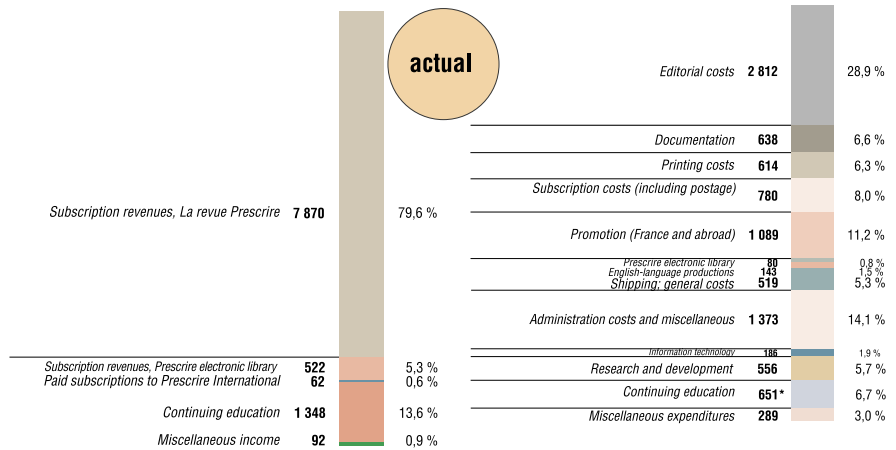 actual
Subscription revenues, La revue Prescrire 7 870 79,6 %
Subscription revenues, Prescrire electronic library 522 5,3 %
Paid subscriptions to Prescrire International 62 0,6 %
Continuing education 1 348 13,6 %
Miscellaneous income 92 0,9 %
Editorial costs 2 812 28,9 %
Documentation 638 6,6 %
Printing costs 614 6,3 %
Subscription costs (including postage) 780 8,0 %
Promotion (France and abroad) 1 089 11,2 %
Prescrire electronic library 80 0,8 %
English-language productions 143 1,5 %
Shipping; general costs 519 5,3 %
Administration costs and miscellaneous 1 373 14,1 %
Information technology 186 1,9 %
Research and development 556 5,7 %
Continuing education 651* 6,7 %
Miscellaneous expenditures 289 3,0 %